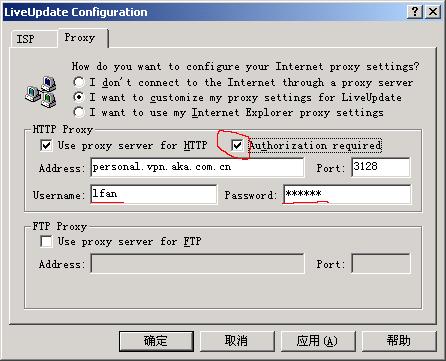 LiveUpdate Configuration
ISP Proxy
How do you want to configure your Internet proxy settings?
I don't connect to the Internet through a proxy server
I want to customize my proxy settings for LiveUpdate
I want to use my Internet Explorer proxy settings
HTTP Proxy
Use proxy server for HTTP Authorization required
Address: personal.vpn.aka.com.cn Port: 3128
Username: lfan Password: ******
FTP Proxy
Use proxy server for FTP
Address: Port:
确定 取消 应用(A) 帮助